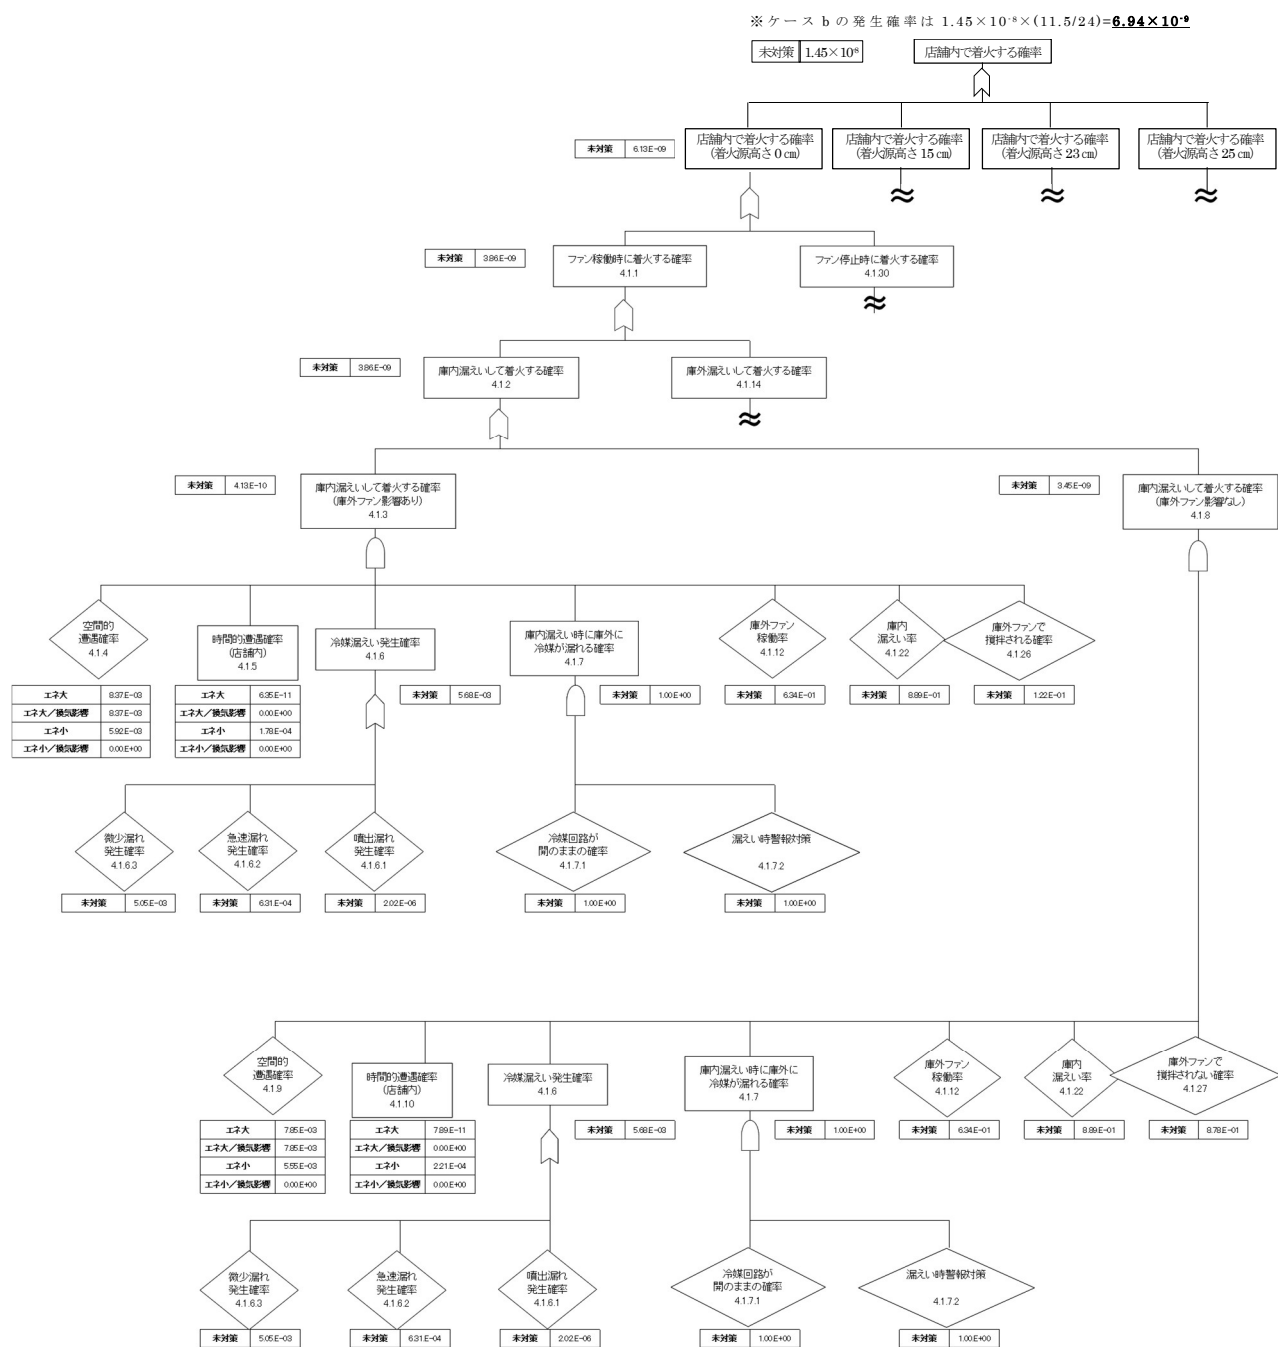 ※ケースbの発生確率は 1.45×10⁻⁸×(11.5/24)=6.94×10⁻⁹
未対策 1.45×10⁸
店舗内で着火する確率
未対策 6.13E-09
店舗内で着火する確率
(着火源高さ0㎝)
店舗内で着火する確率
(着火源高さ15㎝)
店舗内で着火する確率
(着火源高さ23㎝)
店舗内で着火する確率
(着火源高さ25㎝)
未対策 3.86.E-09
ファン稼働時に着火する確率
4.1.1
ファン停止時に着火する確率
4.1.30
未対策 3.86.E-09
庫内漏えいして着火する確率
4.1.2
庫外漏えいして着火する確率
4.1.14
未対策 4.13.E-10
庫内漏えいして着火する確率
(庫外ファン影響あり)
4.1.3
未対策 3.45.E-09
庫内漏えいして着火する確率
(庫外ファン影響なし)
4.1.8
空間的
遭遇確率
4.1.4
時間的遭遇確率
(店舗内)
4.1.5
冷媒漏えい発生確率
4.1.6
庫内漏えい時に庫外に
冷媒が漏れる確率
4.1.7
庫外ファン
稼働率
4.1.12
庫内
漏えい率
4.1.22
庫外ファンで
撹拌される確率
4.1.26
エネ大 8.37.E-03
エネ大／換気影響 8.37.E-03
エネ小 5.92.E-03
エネ小／換気影響 0.00.E+00
エネ大 6.35.E-11
エネ大／換気影響 0.00.E+00
エネ小 1.78.E-04
エネ小／換気影響 0.00.E+00
未対策 5.68.E-03
未対策 1.00.E+00
未対策 6.34.E-01
未対策 8.89.E-01
未対策 1.22.E-01
微少漏れ
発生確率
4.1.6.3
急速漏れ
発生確率
4.1.6.2
噴出漏れ
発生確率
4.1.6.1
冷媒回路が
開のままの確率
4.1.7.1
漏えい時警報対策
4.1.7.2
未対策 5.05.E-03
未対策 6.31.E-04
未対策 2.02.E-06
未対策 1.00.E+00
未対策 1.00.E+00
空間的
遭遇確率
4.1.9
時間的遭遇確率
(店舗内)
4.1.10
冷媒漏えい発生確率
4.1.6
庫内漏えい時に庫外に
冷媒が漏れる確率
4.1.7
庫外ファン
稼働率
4.1.12
庫内
漏えい率
4.1.22
庫外ファンで
撹拌されない確率
4.1.27
エネ大 7.85.E-03
エネ大／換気影響 7.85.E-03
エネ小 5.55.E-03
エネ小／換気影響 0.00.E+00
エネ大 7.89.E-11
エネ大／換気影響 0.00.E+00
エネ小 2.21.E-04
エネ小／換気影響 0.00.E+00
未対策 5.68.E-03
未対策 1.00.E+00
未対策 6.34.E-01
未対策 8.89.E-01
未対策 8.78.E-01
微少漏れ
発生確率
4.1.6.3
急速漏れ
発生確率
4.1.6.2
噴出漏れ
発生確率
4.1.6.1
冷媒回路が
開のままの確率
4.1.7.1
漏えい時警報対策
4.1.7.2
未対策 5.05.E-03
未対策 6.31.E-04
未対策 2.02.E-06
未対策 1.00.E+00
未対策 1.00.E+00